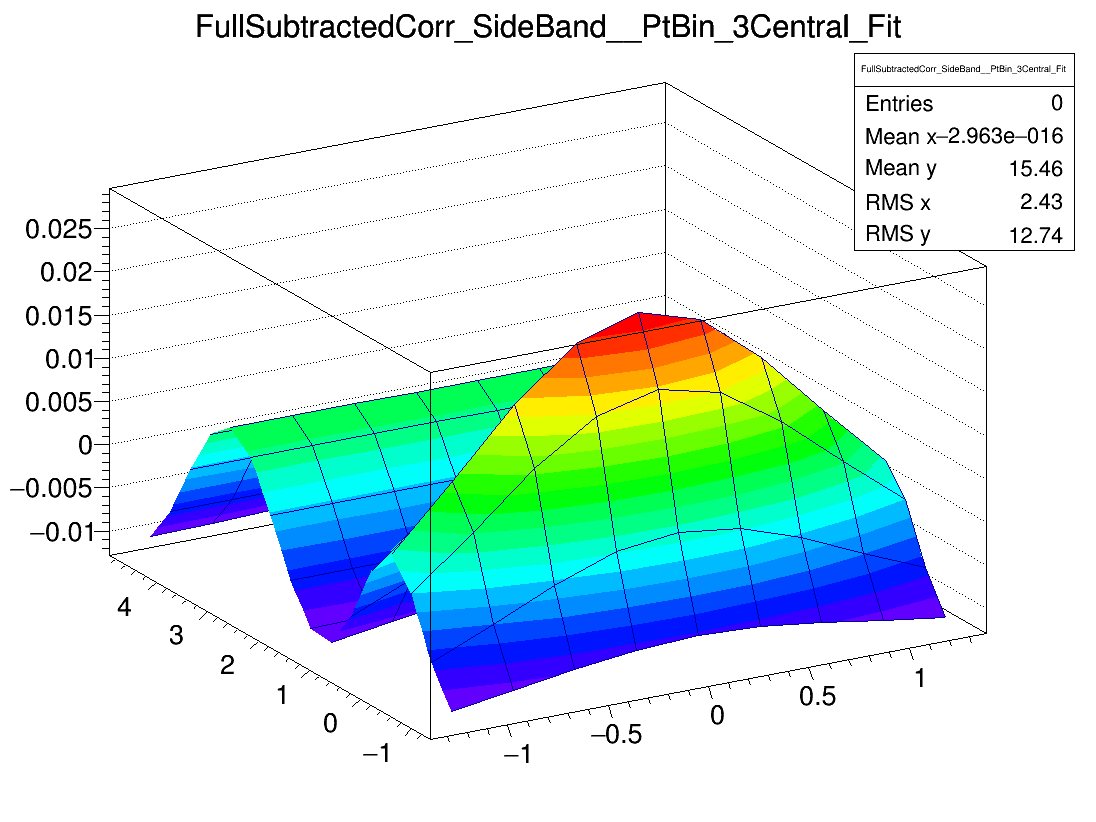 FullSubtractedCorr_SideBand__PtBin_3Central_Fit
FullSubtractedCorr_SideBand__PtBin_3Central_Fit
Entries 0
Mean x−2.963e−016
Mean y 15.46
RMS x 2.43
RMS y 12.74
0.025
0.02
0.015
0.01
0.005
0
−0.005
−0.01
4
3
2
1
0
−1
−1
−0.5
0
0.5
1